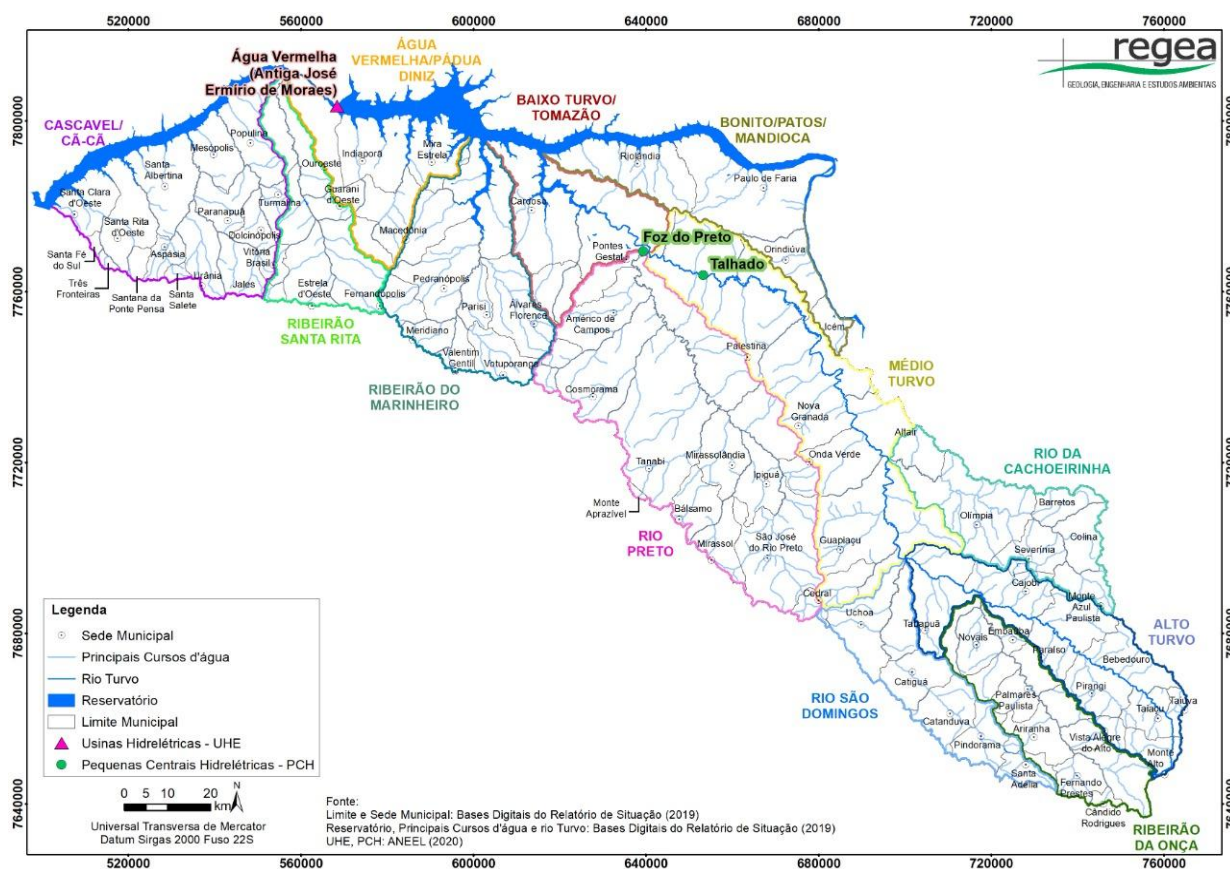 520000
560000
600000
640000
680000
720000
760000
regea
GEOLOGIA, ENGENHARIA E ESTUDOS AMBIENTAIS
Água Vermelha
(Antiga José
Ermírio de Moraes)
ÁGUA
VERMELHA/PÁDUA
DINIZ
BAIXO TURVO/
TOMAZÃO
BONITO/PATOS/
MANDIOCA
CASCAVEL/
CÃ-CÃ
7800000
7760000
7720000
7680000
7640000
Populina
Mesópolis
Santa
Albertina
Santa Clara
d'Oeste
Santa Rita
d'Oeste
Paranapuã
Dolcinópolis
Turmalina
Vitória
Brasil
Aspásia
Urânia
Jales
Santa Fé
do Sul
Três
Fronteiras
Santana da
Ponte Pensa
Santa
Salete
Ouroeste
Indiaporã
Mira
Estrela
Guarani
d'Oeste
Macedônia
Estrela
d'Oeste
Fernandópolis
RIBEIRÃO
SANTA RITA
Pedranópolis
Parisi
Álvares
Florence
Meridiano
Valentim
Gentil
Votuporanga
RIBEIRÃO DO
MARINHEIRO
Cardoso
Riolândia
Paulo de Faria
Orindiúva
Icém
Pontes
Gestal
Foz do Preto
Talhado
Américo de
Campos
Palestina
Cosmorama
MÉDIO
TURVO
Nova
Granada
Onda Verde
Altair
Tanabi
Mirassolândia
Ipiguá
Monte
Aprazível
Bálsamo
Mirassol
São José
do Rio Preto
Guapiaçu
Cedral
RIO
PRETO
RIO DA
CACHOEIRINHA
Barretos
Olímpia
Colina
Severínia
Cajobi
Monte
Azul
Paulista
Uchoa
Tabapuã
Novais
Embaúba
Paraíso
Bebedouro
ALTO
TURVO
Catiguá
Palmares
Paulista
Pirangi
Taiúva
Taiaçu
RIO SÃO
DOMINGOS
Catanduva
Ariranha
Pindorama
Vista Alegre
do Alto
Monte
Alto
Santa
Adélia
Fernando
Prestes
Cândido
Rodrigues
RIBEIRÃO
DA ONÇA
Legenda
Sede Municipal
Principais Cursos d'água
Rio Turvo
Reservatório
Limite Municipal
Usinas Hidrelétricas - UHE
Pequenas Centrais Hidrelétricas - PCH
0 5 10 20
km
N
Universal Transversa de Mercator
Datum Sirgas 2000 Fuso 22S
Fonte:
Limite e Sede Municipal: Bases Digitais do Relatório de Situação (2019)
Reservatório, Principais Cursos d'água e rio Turvo: Bases Digitais do Relatório de Situação (2019)
UHE, PCH: ANEEL (2020)
7800000
7760000
7720000
7680000
7640000
520000
560000
600000
640000
680000
720000
760000